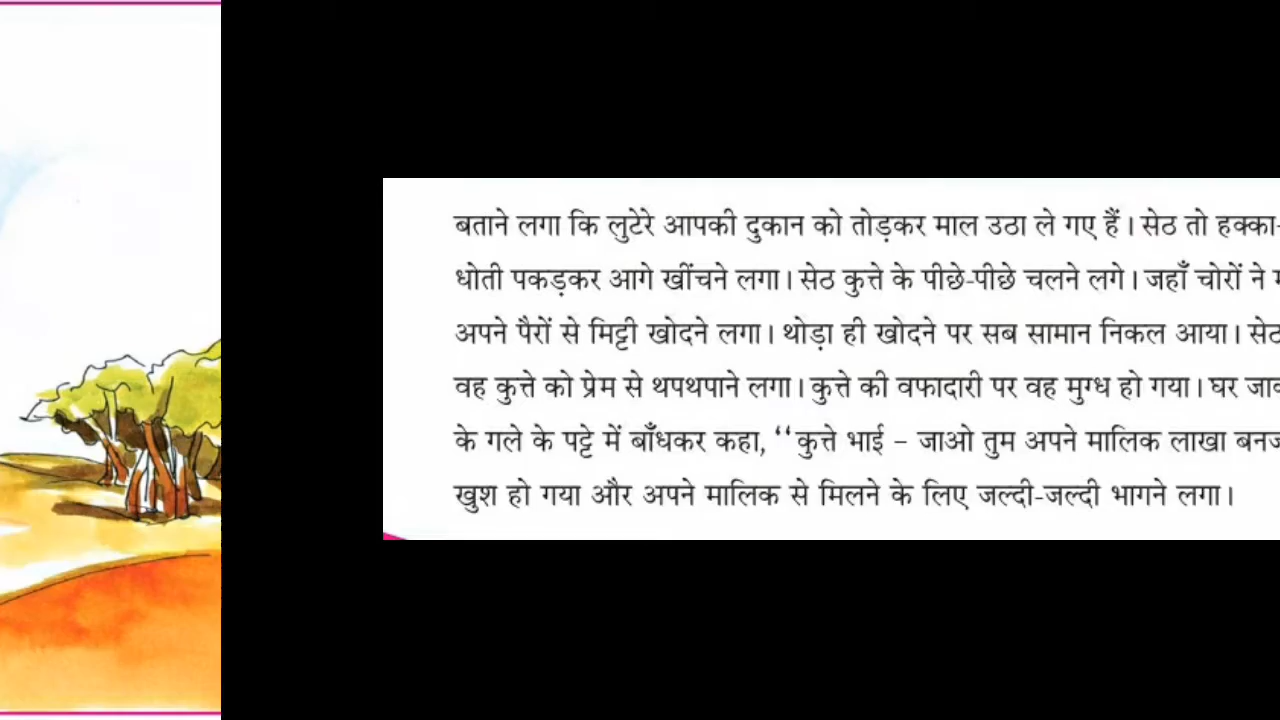 बताने लगा कि लुटेरे आपकी दुकान को तोड़कर माल उठा ले गए हैं। सेठ तो हक्का-
धोती पकड़कर आगे खींचने लगा। सेठ कुत्ते के पीछे-पीछे चलने लगे। जहाँ चोरों ने
अपने पैरों से मिट्टी खोदने लगा। थोड़ा ही खोदने पर सब सामान निकल आया। सेठ
वह कुत्ते को प्रेम से थपथपाने लगा। कुत्ते की वफादारी पर वह मुग्ध हो गया। घर
के गले के पट्टे में बाँधकर कहा, ‘‘कुत्ते भाई – जाओ तुम अपने मालिक लाखा
खुश हो गया और अपने मालिक से मिलने के लिए जल्दी-जल्दी भागने लगा।